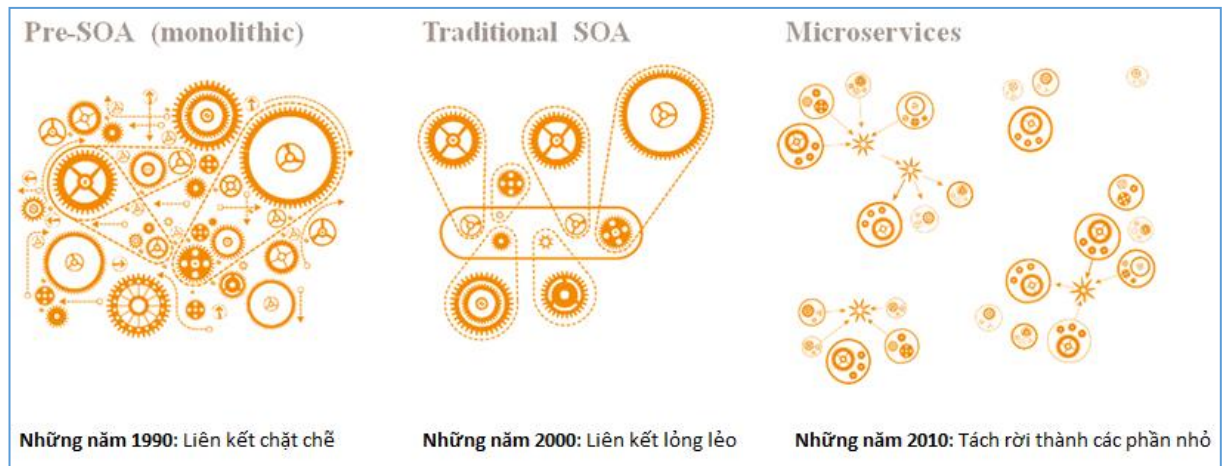 Pre-SOA (monolithic)
Traditional SOA
Microservices
Những năm 1990: Liên kết chặt chẽ
Những năm 2000: Liên kết lỏng lẻo
Những năm 2010: Tách rời thành các phần nhỏ